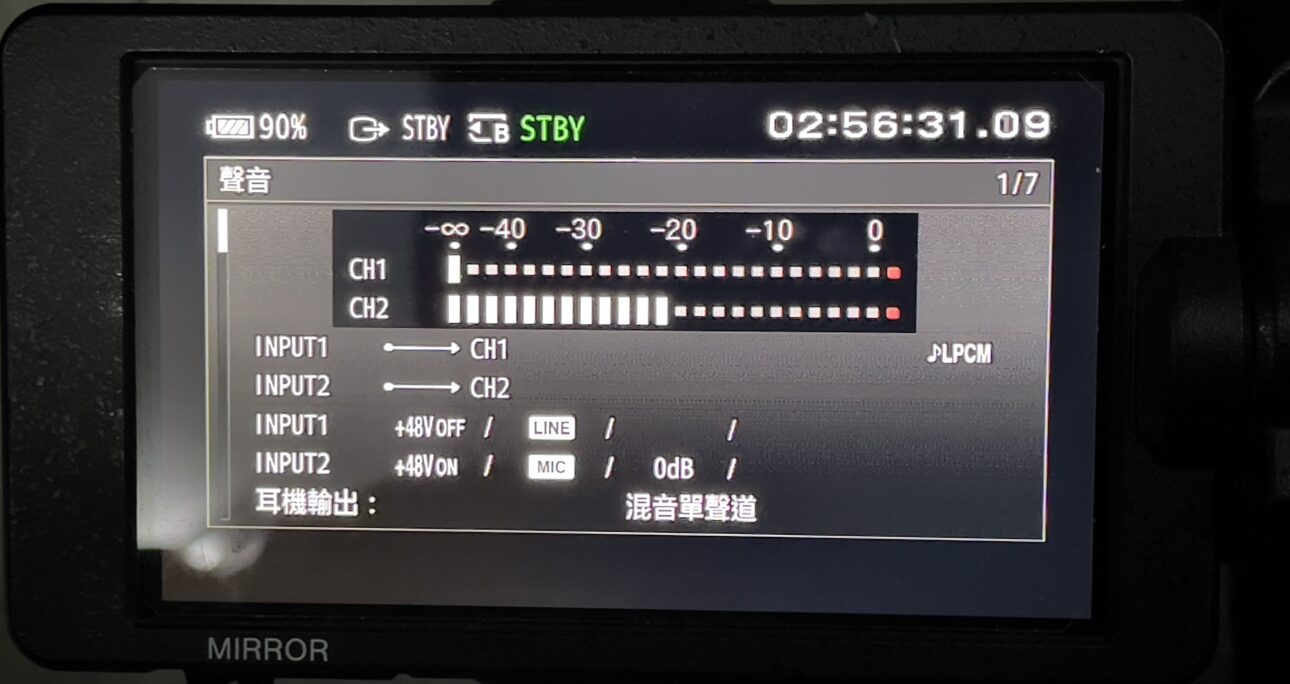 90% STBY B STBY 02:56:31.09
聲音 1/7
-∞ -40 -30 -20 -10 0
CH1
CH2
INPUT1 CH1 ♪LPCM
INPUT2 CH2
INPUT1 +48V OFF / LINE / /
INPUT2 +48V ON / MIC / 0dB /
耳機輸出： 混音單聲道
MIRROR